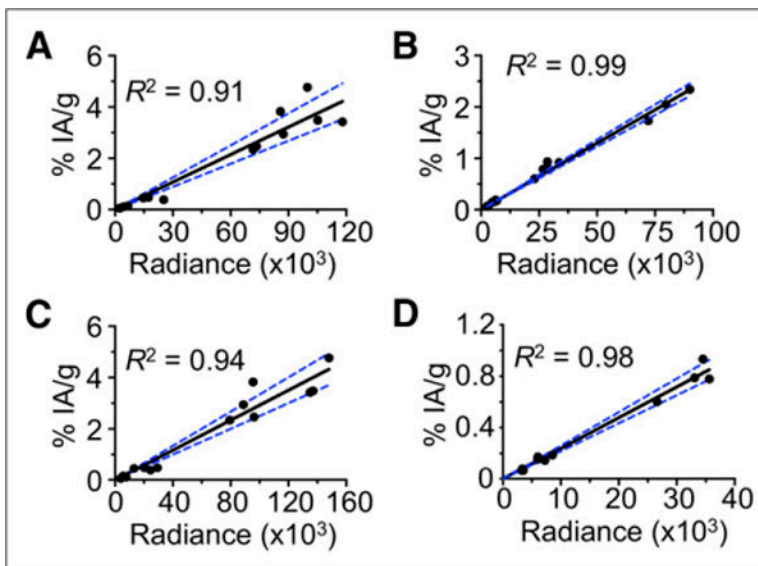 A
R² = 0.91
% IA/g
6
4
2
0
0 30 60 90 120
Radiance (x10³)
B
R² = 0.99
% IA/g
3
2
1
0
0 25 50 75 100
Radiance (x10³)
C
R² = 0.94
% IA/g
6
4
2
0
0 40 80 120 160
Radiance (x10³)
D
R² = 0.98
% IA/g
1.2
0.8
0.4
0
0 10 20 30 40
Radiance (x10³)